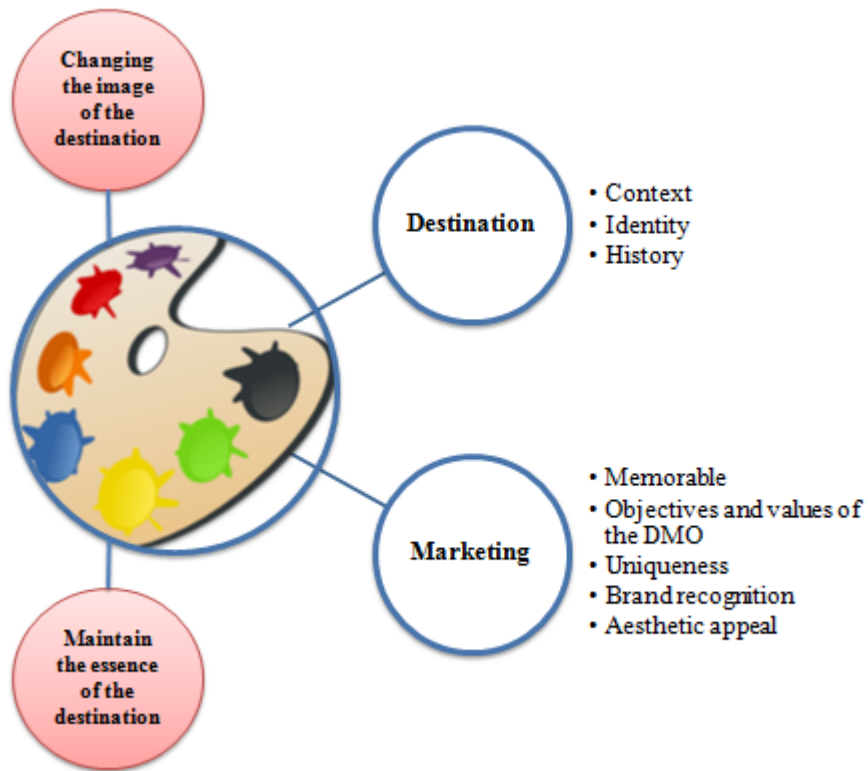 Changing
the image
of the
destination
Destination
• Context
• Identity
• History
Marketing
• Memorable
• Objectives and values of
the DMO
• Uniqueness
• Brand recognition
• Aesthetic appeal
Maintain
the essence
of the
destination